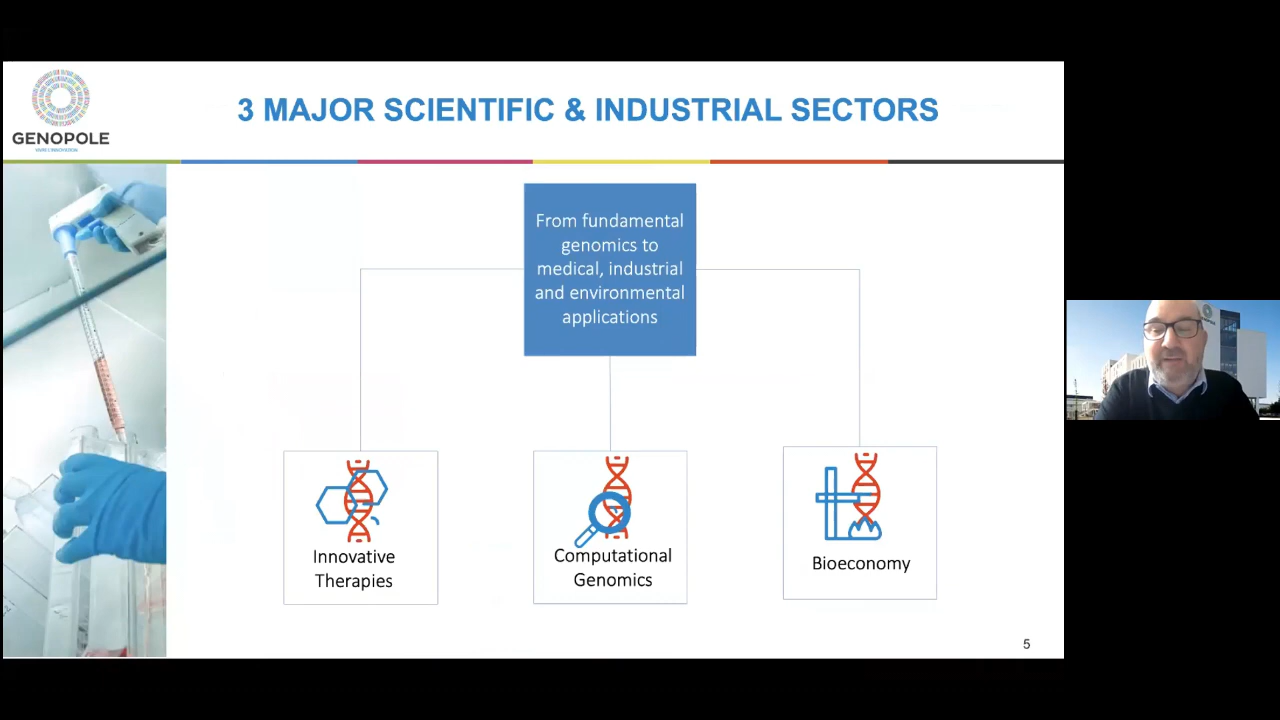 GENOPOLE
3 MAJOR SCIENTIFIC & INDUSTRIAL SECTORS
From fundamental
genomics to
medical, industrial
and environmental
applications
Innovative
Therapies
Computational
Genomics
Bioeconomy
5